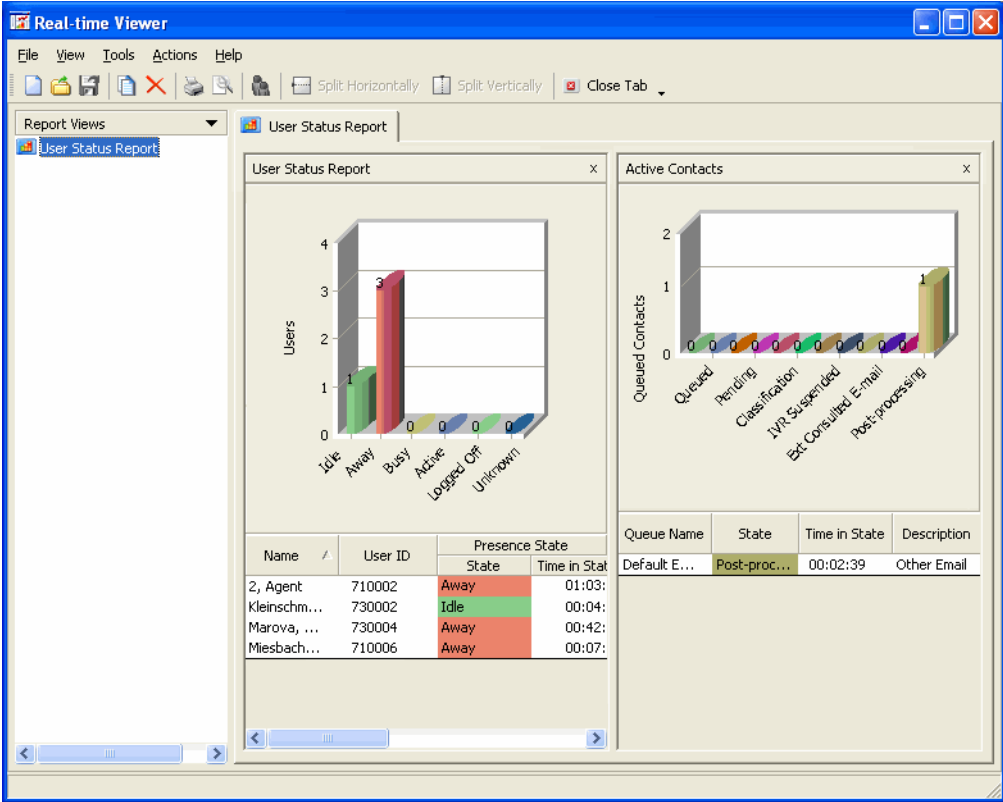 Real-time Viewer
File View Tools Actions Help
Split Horizontally Split Vertically Close Tab
Report Views
User Status Report
User Status Report
User Status Report x
4
3
2
1
0
Users
1
3
0
0
0
0
Idle
Away
Busy
Active
Logged Off
Unknown
Name User ID Presence State
State Time in Stat
2, Agent 710002 Away 01:03:
Kleinschm... 730002 Idle 00:04:
Marova, ... 730004 Away 00:42:
Miesbach... 710006 Away 00:07:
Active Contacts x
2
1
0
Queued Contacts
0 0 0 0 0 0 0 0 0 0 0 1
Queued
Pending
Classification
IVR Suspended
Ext Consulted E-mail
Post-processing
Queue Name State Time in State Description
Default E... Post-proc... 00:02:39 Other Email